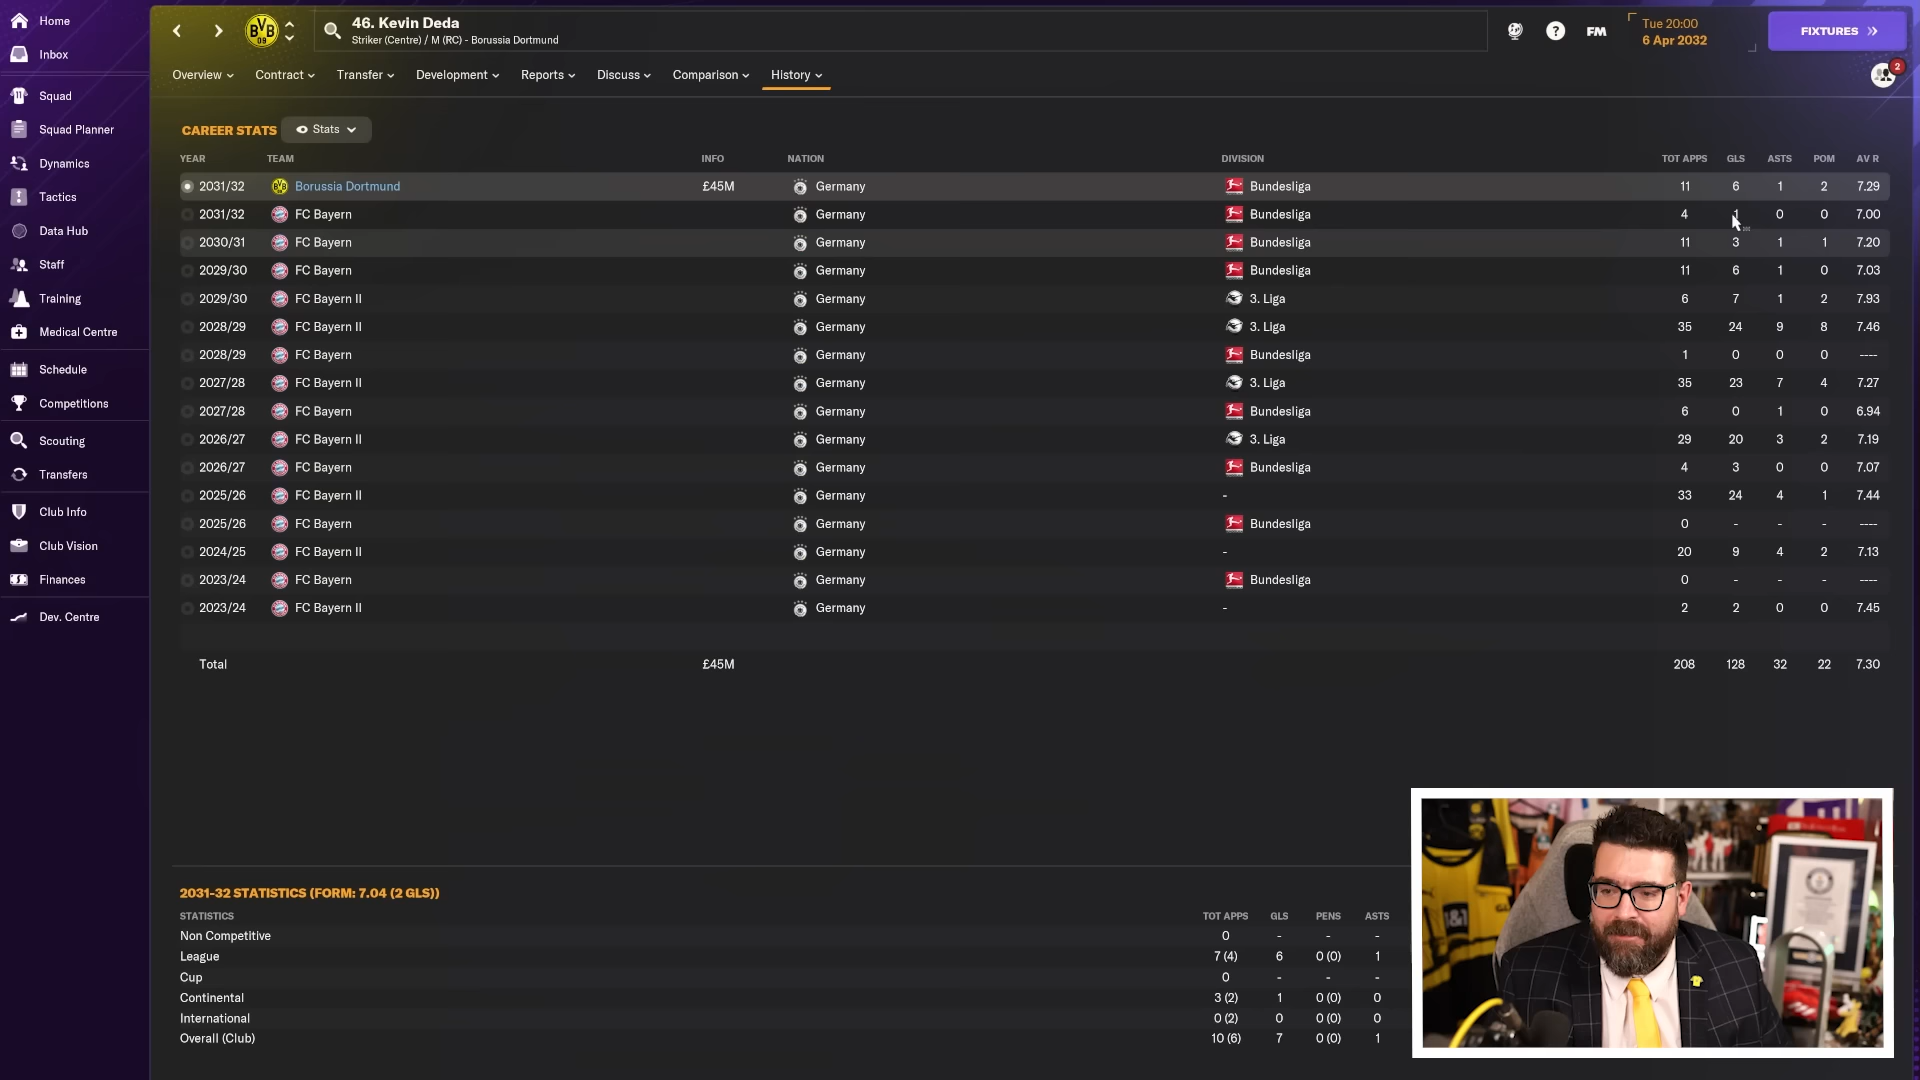 Home
Inbox
Squad
Squad Planner
Dynamics
Tactics
Data Hub
Staff
Training
Medical Centre
Schedule
Competitions
Scouting
Transfers
Club Info
Club Vision
Finances
Dev. Centre
46. Kevin Deda
Striker (Centre) / M (RC) - Borussia Dortmund
FM
Tue 20:00
6 Apr 2032
FIXTURES
2
Overview Contract Transfer Development Reports Discuss Comparison History
CAREER STATS Stats
YEAR TEAM INFO NATION DIVISION TOT APPS GLS ASTS POM AV R
2031/32 Borussia Dortmund £45M Germany Bundesliga 11 6 1 2 7.29
2031/32 FC Bayern Germany Bundesliga 4 1 0 0 7.00
2030/31 FC Bayern Germany Bundesliga 11 3 1 1 7.20
2029/30 FC Bayern Germany Bundesliga 11 6 1 0 7.03
2029/30 FC Bayern II Germany 3. Liga 6 7 1 2 7.93
2028/29 FC Bayern II Germany 3. Liga 35 24 9 8 7.46
2028/29 FC Bayern Germany Bundesliga 1 0 0 0 ----
2027/28 FC Bayern II Germany 3. Liga 35 23 7 4 7.27
2027/28 FC Bayern Germany Bundesliga 6 0 1 0 6.94
2026/27 FC Bayern II Germany 3. Liga 29 20 3 2 7.19
2026/27 FC Bayern Germany Bundesliga 4 3 0 0 7.07
2025/26 FC Bayern II Germany - 33 24 4 1 7.44
2025/26 FC Bayern Germany Bundesliga 0 - - - ----
2024/25 FC Bayern II Germany - 20 9 4 2 7.13
2023/24 FC Bayern Germany Bundesliga 0 - - - ----
2023/24 FC Bayern II Germany - 2 2 0 0 7.45
Total £45M 208 128 32 22 7.30
2031-32 STATISTICS (FORM: 7.04 (2 GLS))
STATISTICS TOT APPS GLS PENS ASTS
Non Competitive 0 - - -
League 7 (4) 6 0 (0) 1
Cup 0 - - -
Continental 3 (2) 1 0 (0) 0
International 0 (2) 0 0 (0) 0
Overall (Club) 10 (6) 7 0 (0) 1
1&1